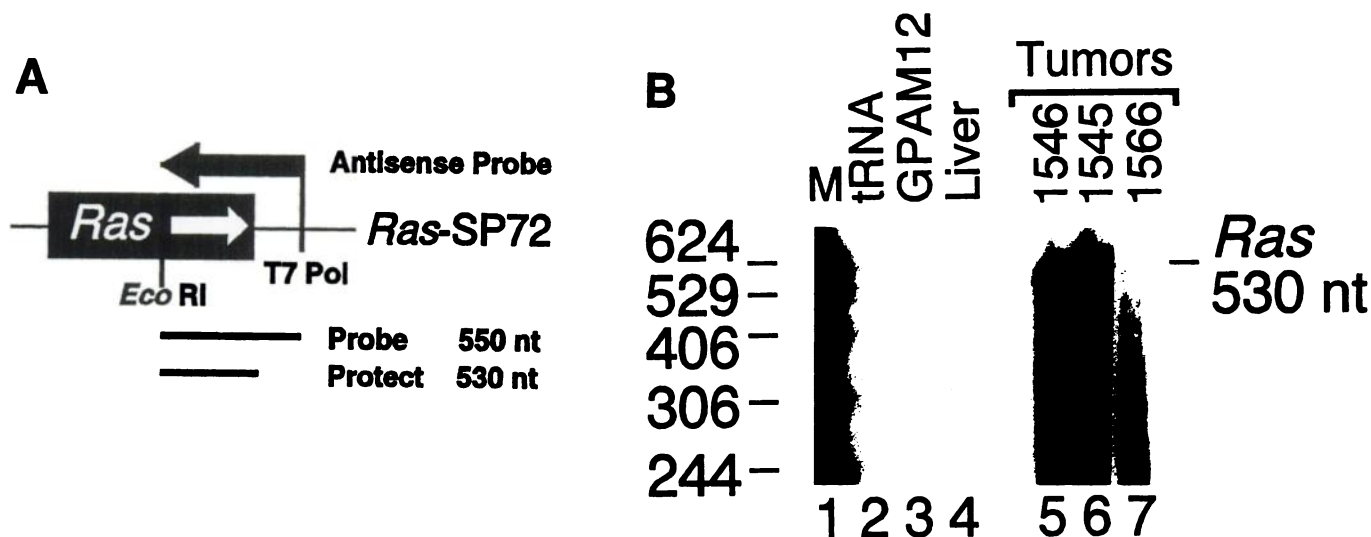 A
Antisense Probe
Ras
Ras-SP72
T7 Pol
Eco RI
Probe 550 nt
Protect 530 nt
B
M
tRNA
GPAM12
Liver
Tumors
1546
1545
1566
624
529
406
306
244
Ras
530 nt
1 2 3 4 5 6 7